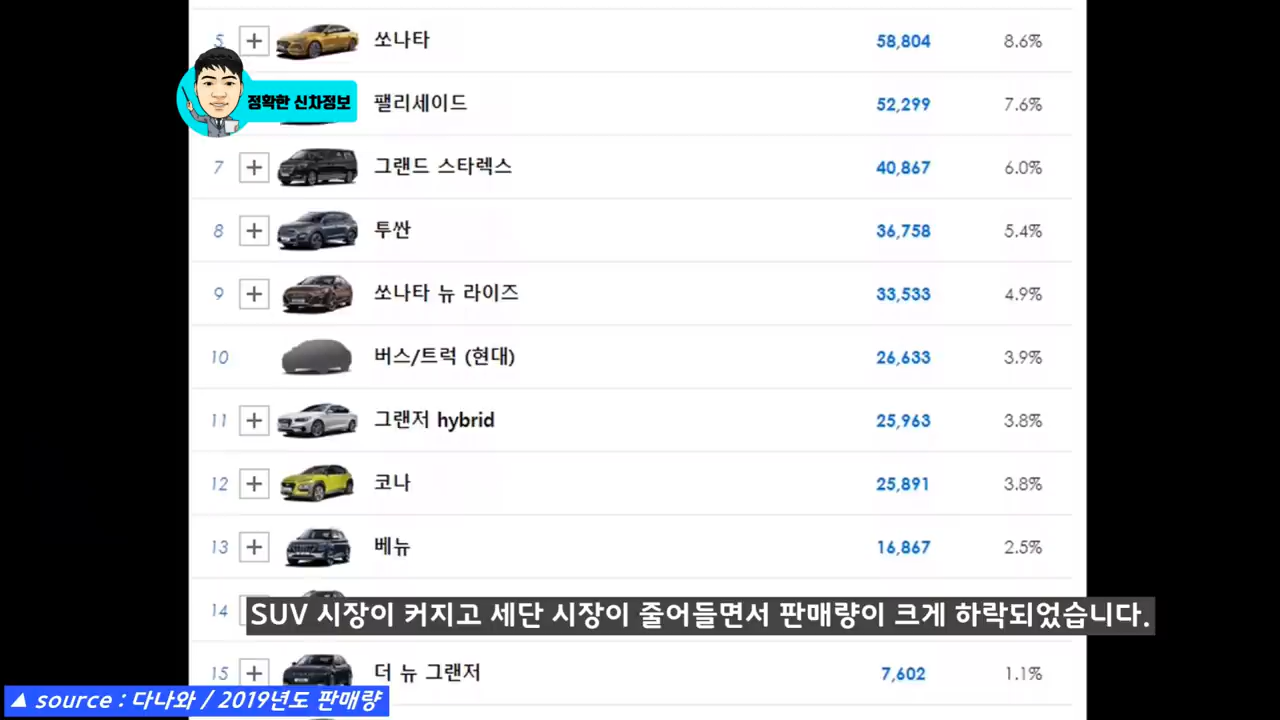 5 쏘나타 58,804 8.6%
정확한 신차정보
팰리세이드 52,299 7.6%
7 그랜드 스타렉스 40,867 6.0%
8 투싼 36,758 5.4%
9 쏘나타 뉴 라이즈 33,533 4.9%
10 버스/트럭 (현대) 26,633 3.9%
11 그랜저 hybrid 25,963 3.8%
12 코나 25,891 3.8%
13 베뉴 16,867 2.5%
14
SUV 시장이 커지고 세단 시장이 줄어들면서 판매량이 크게 하락되었습니다.
15 더 뉴 그랜저 7,602 1.1%
▲ source : 다나와 / 2019년도 판매량